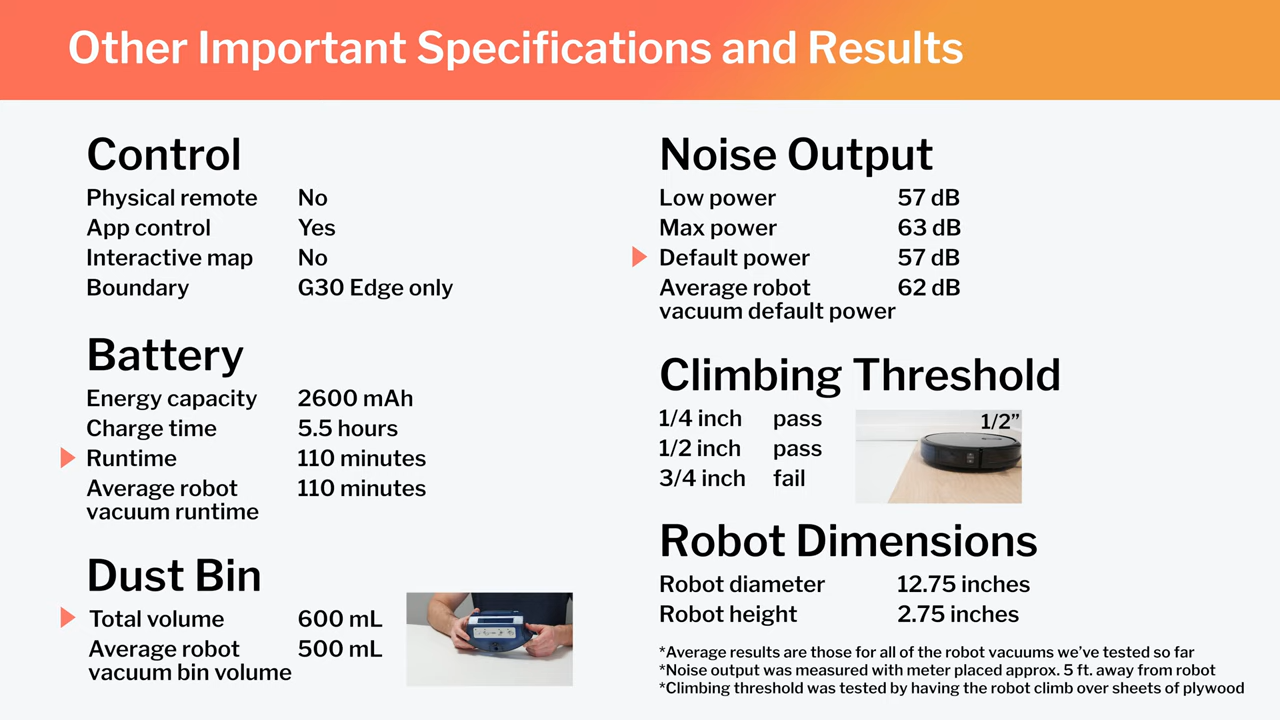 Other Important Specifications and Results
Control
Physical remote No
App control Yes
Interactive map No
Boundary G30 Edge only
Battery
Energy capacity 2600 mAh
Charge time 5.5 hours
Runtime 110 minutes
Average robot 110 minutes
vacuum runtime
Dust Bin
Total volume 600 mL
Average robot 500 mL
vacuum bin volume
Noise Output
Low power 57 dB
Max power 63 dB
Default power 57 dB
Average robot 62 dB
vacuum default power
Climbing Threshold
1/4 inch pass
1/2 inch pass
3/4 inch fail
1/2”
Robot Dimensions
Robot diameter 12.75 inches
Robot height 2.75 inches
*Average results are those for all of the robot vacuums we’ve tested so far
*Noise output was measured with meter placed approx. 5 ft. away from robot
*Climbing threshold was tested by having the robot climb over sheets of plywood